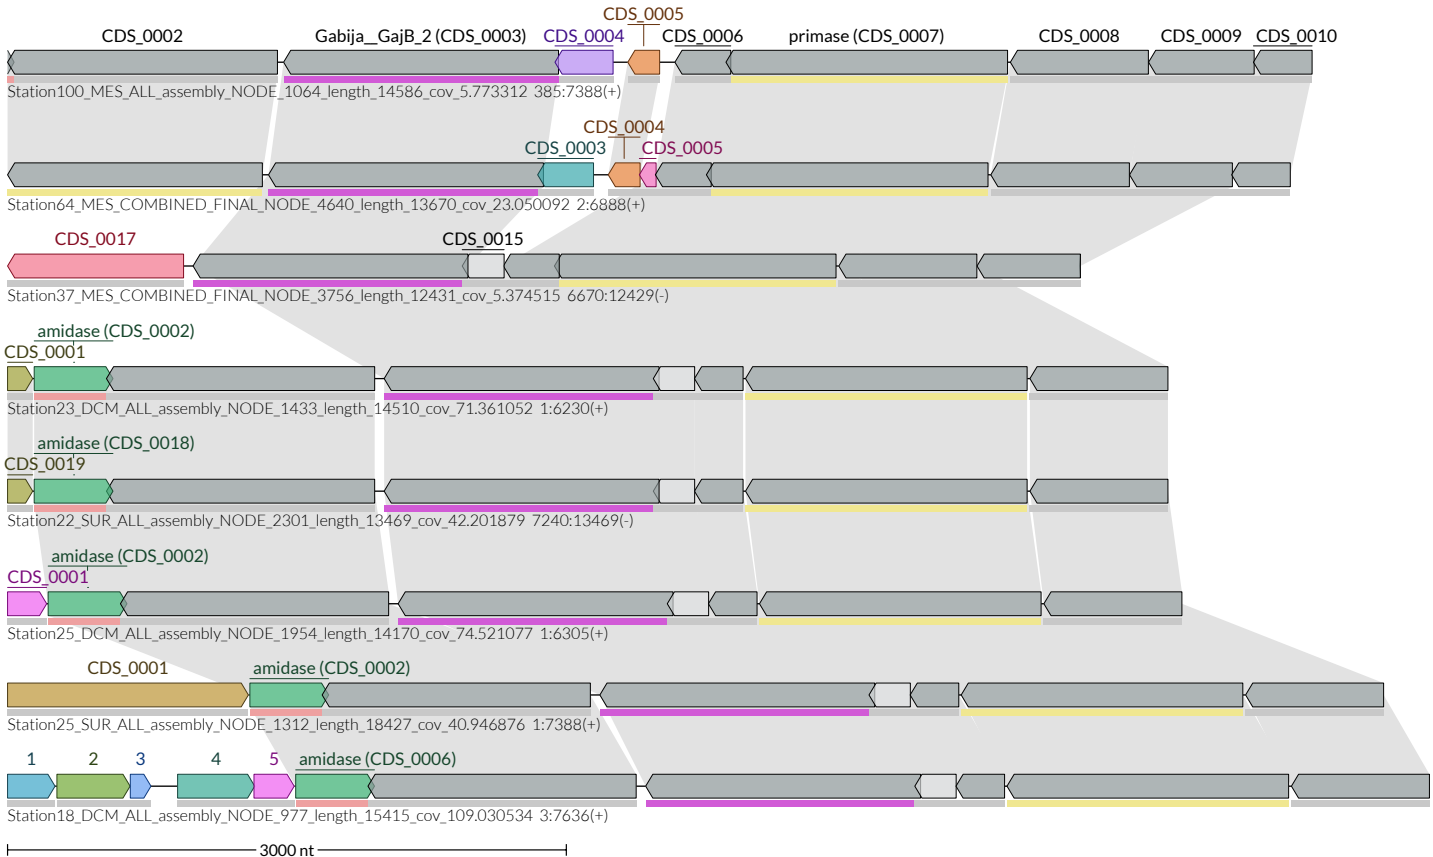 CDS_0005
CDS_0002 Gabija__GajB_2 (CDS_0003) CDS_0004 CDS_0006 primase (CDS_0007) CDS_0008 CDS_0009 CDS_0010
Station100_MES_ALL_assembly_NODE_1064_length_14586_cov_5.773312 385:7388(+)
CDS_0004
CDS_0003 CDS_0005
Station64_MES_COMBINED_FINAL_NODE_4640_length_13670_cov_23.050092 2:6888(+)
CDS_0017 CDS_0015
Station37_MES_COMBINED_FINAL_NODE_3756_length_12431_cov_5.374515 6670:12429(-)
amidase (CDS_0002)
CDS_0001
Station23_DCM_ALL_assembly_NODE_1433_length_14510_cov_71.361052 1:6230(+)
amidase (CDS_0018)
CDS_0019
Station22_SUR_ALL_assembly_NODE_2301_length_13469_cov_42.201879 7240:13469(-)
amidase (CDS_0002)
CDS_0001
Station25_DCM_ALL_assembly_NODE_1954_length_14170_cov_74.521077 1:6305(+)
CDS_0001 amidase (CDS_0002)
Station25_SUR_ALL_assembly_NODE_1312_length_18427_cov_40.946876 1:7388(+)
1 2 3 4 5 amidase (CDS_0006)
Station18_DCM_ALL_assembly_NODE_977_length_15415_cov_109.030534 3:7636(+)
3000 nt